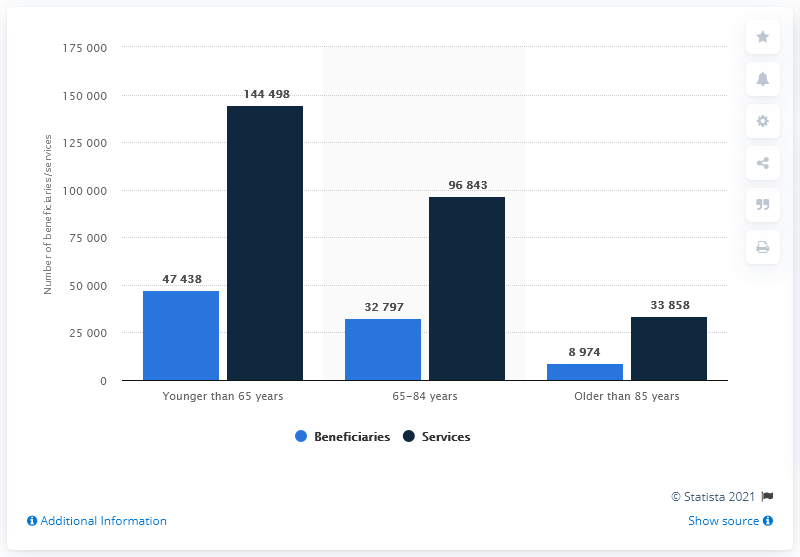 175 000
150 000
125 000
100 000
75 000
50 000
25 000
0
Number of beneficiaries/services
47 438
144 498
32 797
96 843
8 974
33 858
Younger than 65 years
65-84 years
Older than 85 years
Beneficiaries
Services
© Statista 2021
Additional Information
Show source